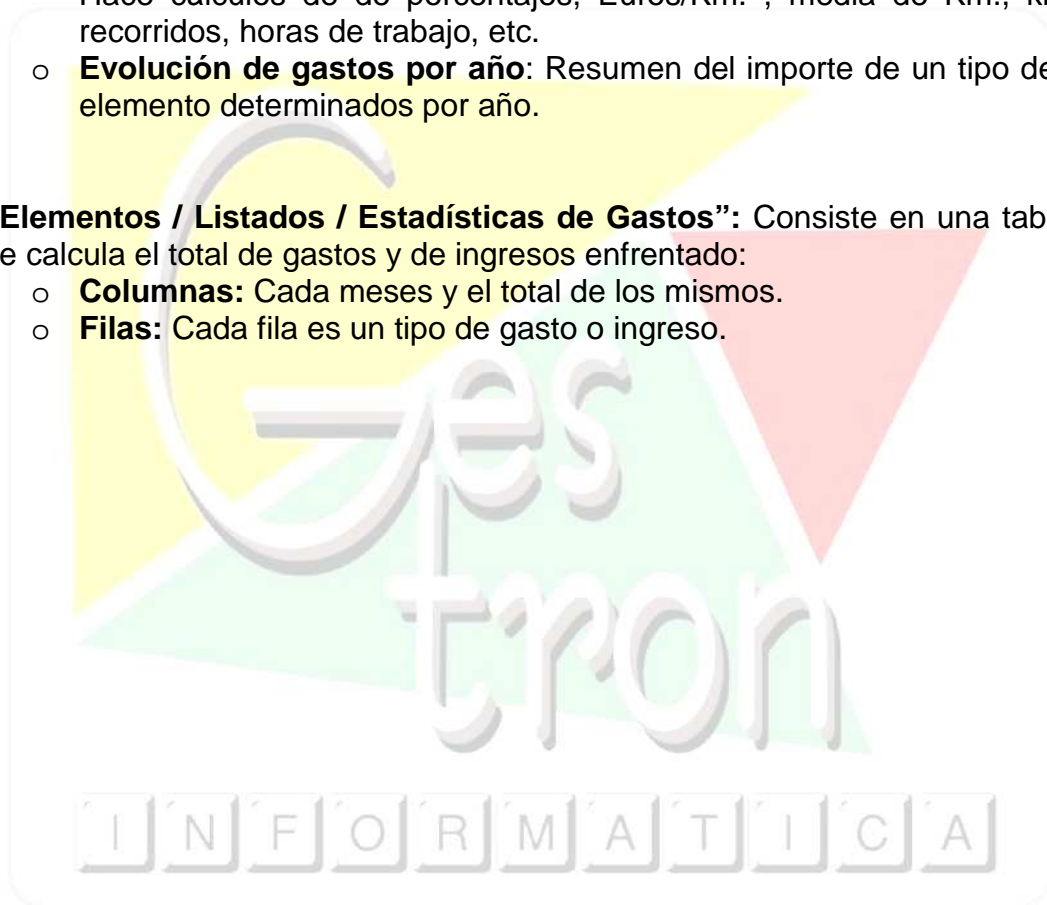 recorridos, horas de trabajo, etc.
o Evolución de gastos por año: Resumen del importe de un tipo de
elemento determinados por año.
Elementos / Listados / Estadísticas de Gastos”: Consiste en una tab
e calcula el total de gastos y de ingresos enfrentado:
o Columnas: Cada meses y el total de los mismos.
o Filas: Cada fila es un tipo de gasto o ingreso.
Ges
tron
INFORMATICA